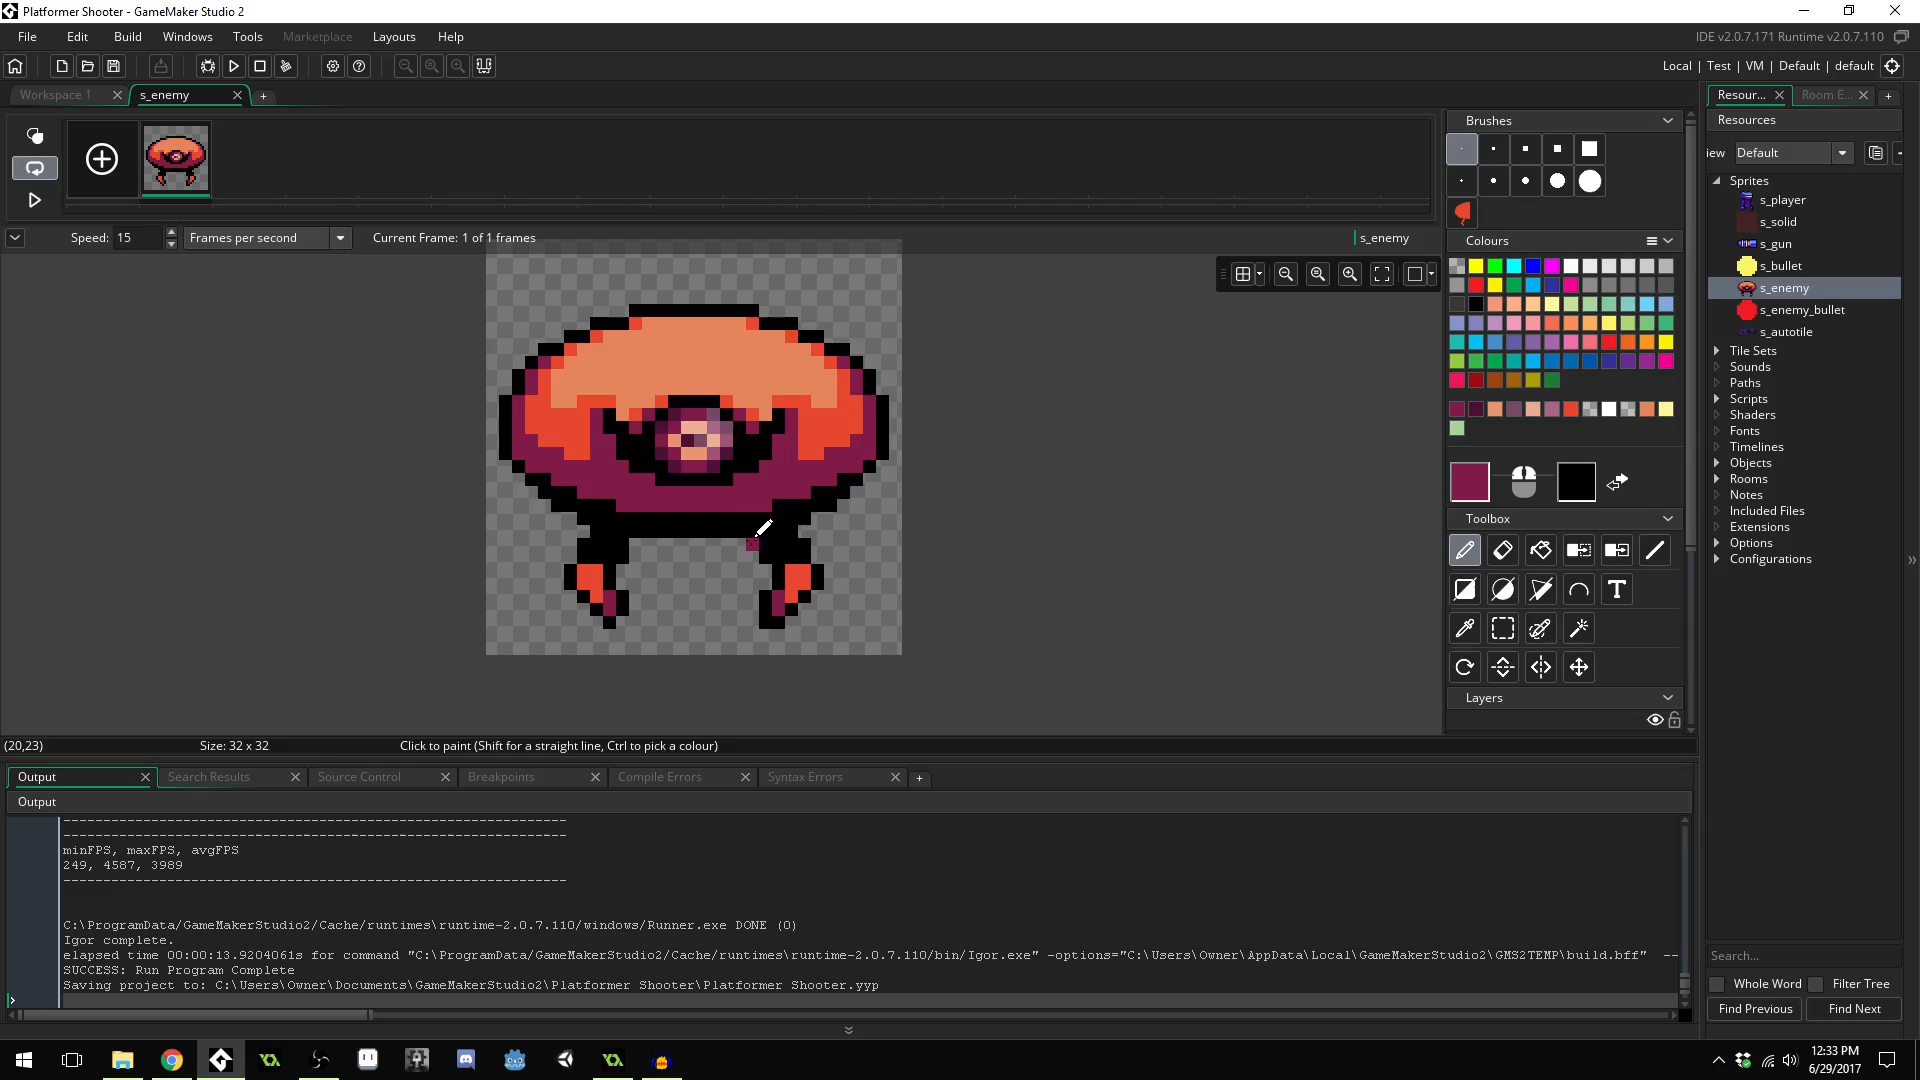 Platformer Shooter - GameMaker Studio 2
File Edit Build Windows Tools Marketplace Layouts Help
IDE v2.0.7.171 Runtime v2.0.7.110
Local | Test | VM | Default | default
Workspace 1 s_enemy
Resour... Room E...
Brushes
Resources
iew Default
Sprites
s_player
s_solid
s_gun
s_bullet
s_enemy
s_enemy_bullet
s_autotile
Tile Sets
Sounds
Paths
Scripts
Shaders
Fonts
Timelines
Objects
Rooms
Notes
Included Files
Extensions
Options
Configurations
Speed: 15 Frames per second Current Frame: 1 of 1 frames s_enemy
Colours
Toolbox
T
Layers
(20,23) Size: 32 x 32 Click to paint (Shift for a straight line, Ctrl to pick a colour)
Output Search Results Source Control Breakpoints Compile Errors Syntax Errors
Output
minFPS, maxFPS, avgFPS
249, 4587, 3989
C:\ProgramData/GameMakerStudio2/Cache/runtimes\runtime-2.0.7.110/windows/Runner.exe DONE (0)
Igor complete.
elapsed time 00:00:13.9204061s for command "C:\ProgramData/GameMakerStudio2/Cache/runtimes\runtime-2.0.7.110/bin/Igor.exe" -options="C:\Users\Owner\AppData\Local\GameMakerStudio2\GMS2TEMP\build.bff" --
SUCCESS: Run Program Complete
Saving project to: C:\Users\Owner\Documents\GameMakerStudio2\Platformer Shooter\Platformer Shooter.yyp
Search...
Whole Word Filter Tree
Find Previous Find Next
12:33 PM
6/29/2017